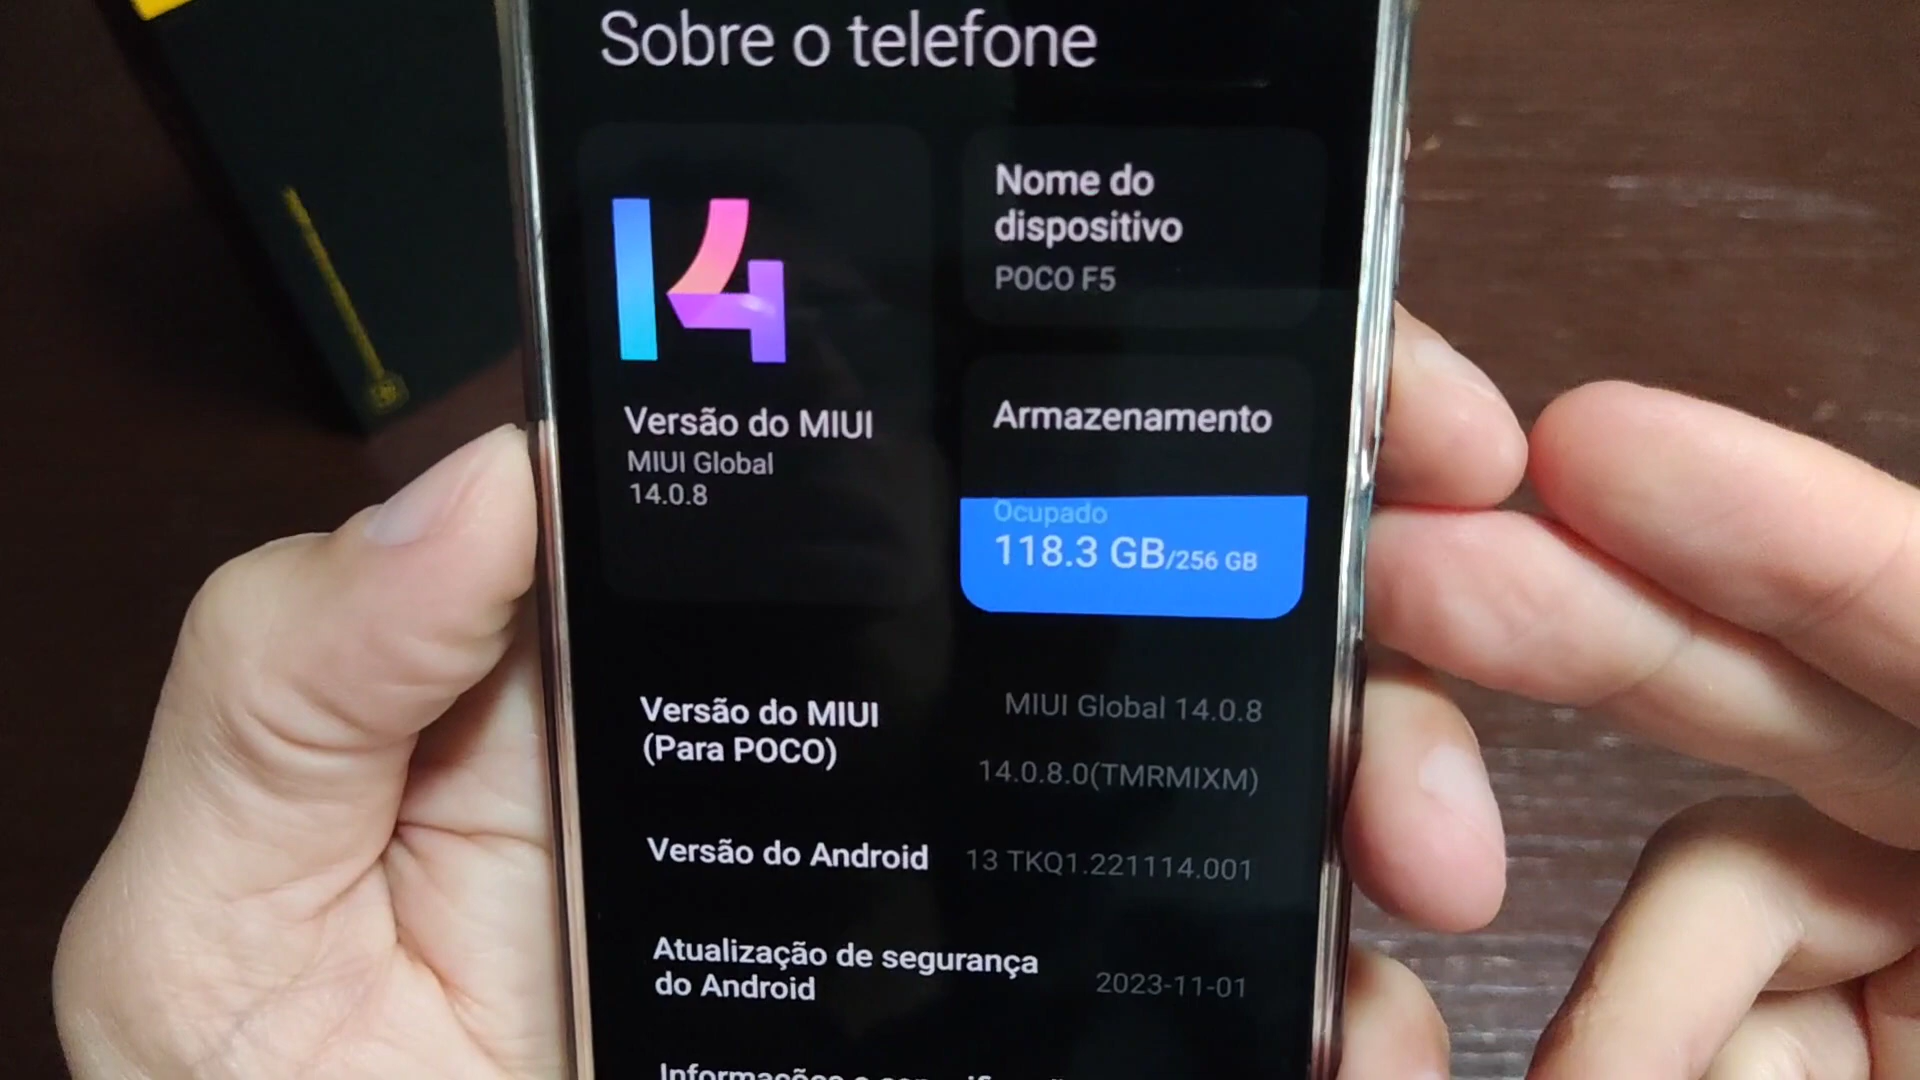 Sobre o telefone
14
Versão do MIUI
MIUI Global
14.0.8
Nome do
dispositivo
POCO F5
Armazenamento
Ocupado
118.3 GB/256 GB
Versão do MIUI
(Para POCO)
MIUI Global 14.0.8
14.0.8.0(TMRMIXM)
Versão do Android
13 TKQ1.221114.001
Atualização de segurança
do Android
2023-11-01